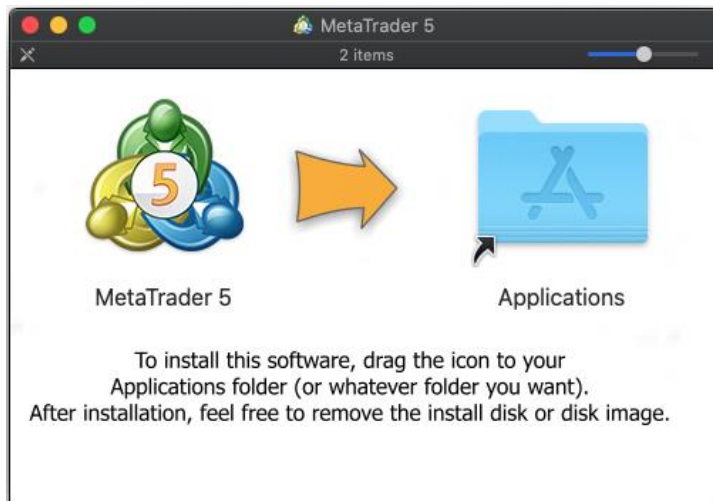 MetaTrader 5
2 items
5
MetaTrader 5
Applications
To install this software, drag the icon to your
Applications folder (or whatever folder you want).
After installation, feel free to remove the install disk or disk image.